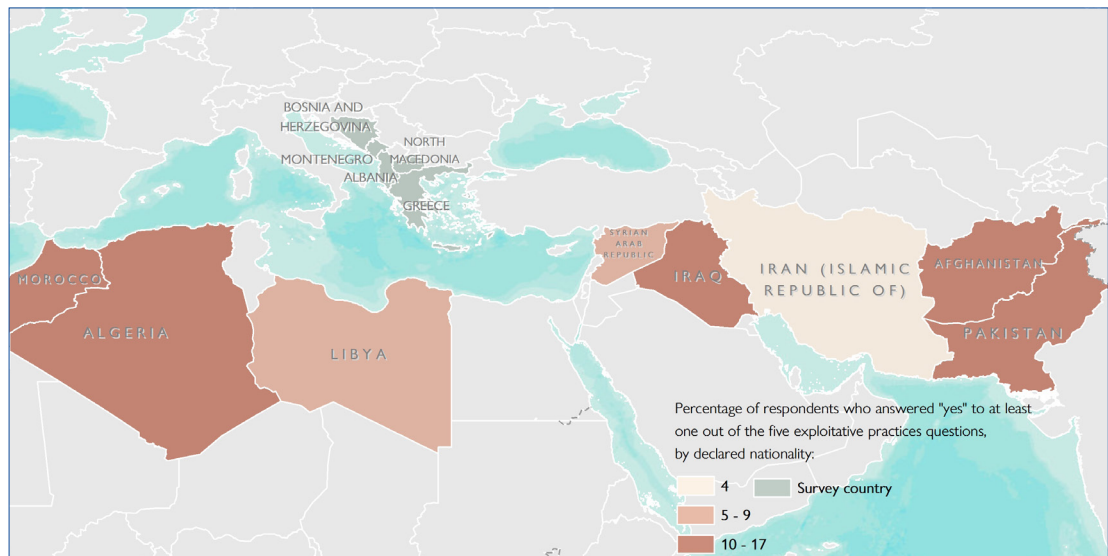 BOSNIA AND
HERZEGOVINA
NORTH
MACEDONIA
MONTENEGRO
ALBANIA
GREECE
SYRIAN
ARAB
REPUBLIC
MOROCCO
ALGERIA
LIBYA
IRAQ
IRAN (ISLAMIC
REPUBLIC OF)
AFGHANISTAN
PAKISTAN
Percentage of respondents who answered "yes" to at least
one out of the five exploitative practices questions,
by declared nationality:
4
Survey country
5 - 9
10 - 17